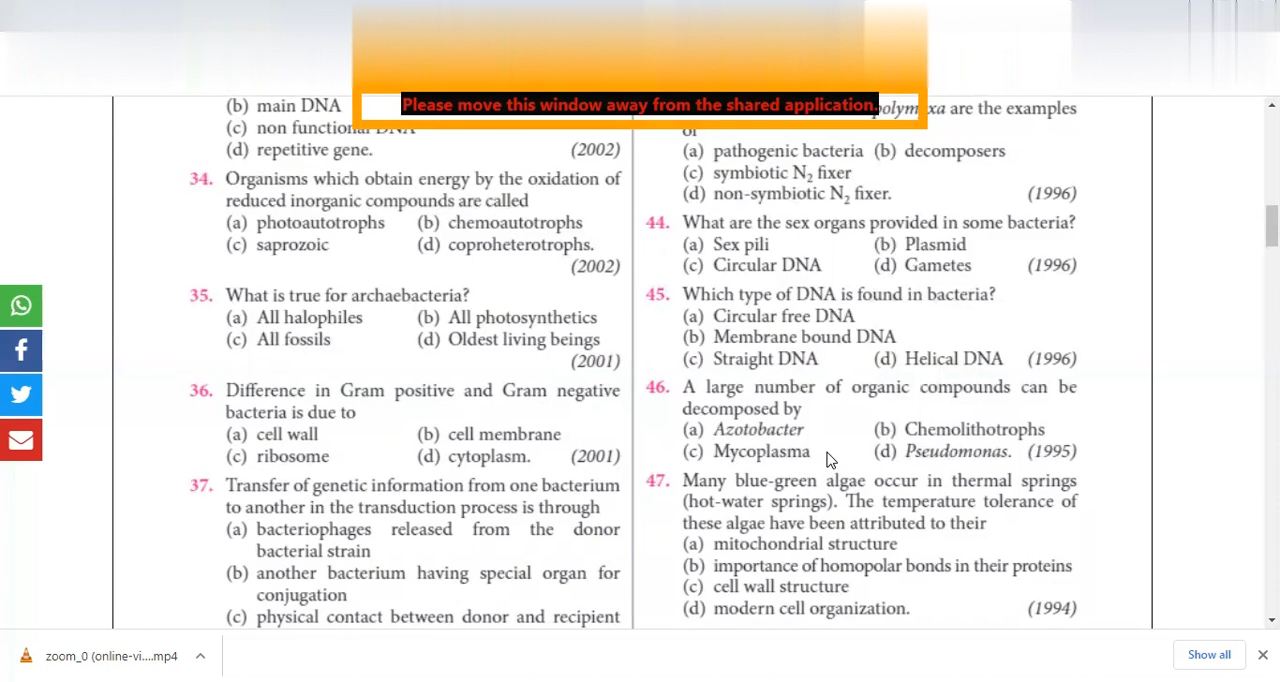 Please move this window away from the shared application.
(b) main DNA
(c) non functional DNA
(d) repetitive gene. (2002)
34. Organisms which obtain energy by the oxidation of
reduced inorganic compounds are called
(a) photoautotrophs (b) chemoautotrophs
(c) saprozoic (d) coproheterotrophs.
(2002)
35. What is true for archaebacteria?
(a) All halophiles (b) All photosynthetics
(c) All fossils (d) Oldest living beings
(2001)
36. Difference in Gram positive and Gram negative
bacteria is due to
(a) cell wall (b) cell membrane
(c) ribosome (d) cytoplasm. (2001)
37. Transfer of genetic information from one bacterium
to another in the transduction process is through
(a) bacteriophages released from the donor
bacterial strain
(b) another bacterium having special organ for
conjugation
(c) physical contact between donor and recipient
polymyxa are the examples
of
(a) pathogenic bacteria (b) decomposers
(c) symbiotic N₂ fixer
(d) non-symbiotic N₂ fixer. (1996)
44. What are the sex organs provided in some bacteria?
(a) Sex pili (b) Plasmid
(c) Circular DNA (d) Gametes (1996)
45. Which type of DNA is found in bacteria?
(a) Circular free DNA
(b) Membrane bound DNA
(c) Straight DNA (d) Helical DNA (1996)
46. A large number of organic compounds can be
decomposed by
(a) Azotobacter (b) Chemolithotrophs
(c) Mycoplasma (d) Pseudomonas. (1995)
47. Many blue-green algae occur in thermal springs
(hot-water springs). The temperature tolerance of
these algae have been attributed to their
(a) mitochondrial structure
(b) importance of homopolar bonds in their proteins
(c) cell wall structure
(d) modern cell organization. (1994)
zoom_0 (online-vi....mp4
Show all